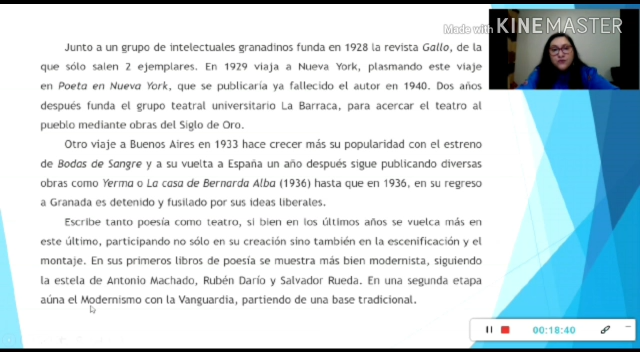 Made with KINEMASTER
Junto a un grupo de intelectuales granadinos funda en 1928 la revista Gallo, de la
que sólo salen 2 ejemplares. En 1929 viaja a Nueva York, plasmando este viaje
en Poeta en Nueva York, que se publicaría ya fallecido el autor en 1940. Dos años
después funda el grupo teatral universitario La Barraca, para acercar el teatro al
pueblo mediante obras del Siglo de Oro.
Otro viaje a Buenos Aires en 1933 hace crecer más su popularidad con el estreno
de Bodas de Sangre y a su vuelta a España un año después sigue publicando diversas
obras como Yerma o La casa de Bernarda Alba (1936) hasta que en 1936, en su regreso
a Granada es detenido y fusilado por sus ideas liberales.
Escribe tanto poesía como teatro, si bien en los últimos años se vuelca más en
este último, participando no sólo en su creación sino también en la escenificación y el
montaje. En sus primeros libros de poesía se muestra más bien modernista, siguiendo
la estela de Antonio Machado, Rubén Darío y Salvador Rueda. En una segunda etapa
aúna el Modernismo con la Vanguardia, partiendo de una base tradicional.
00:18:40